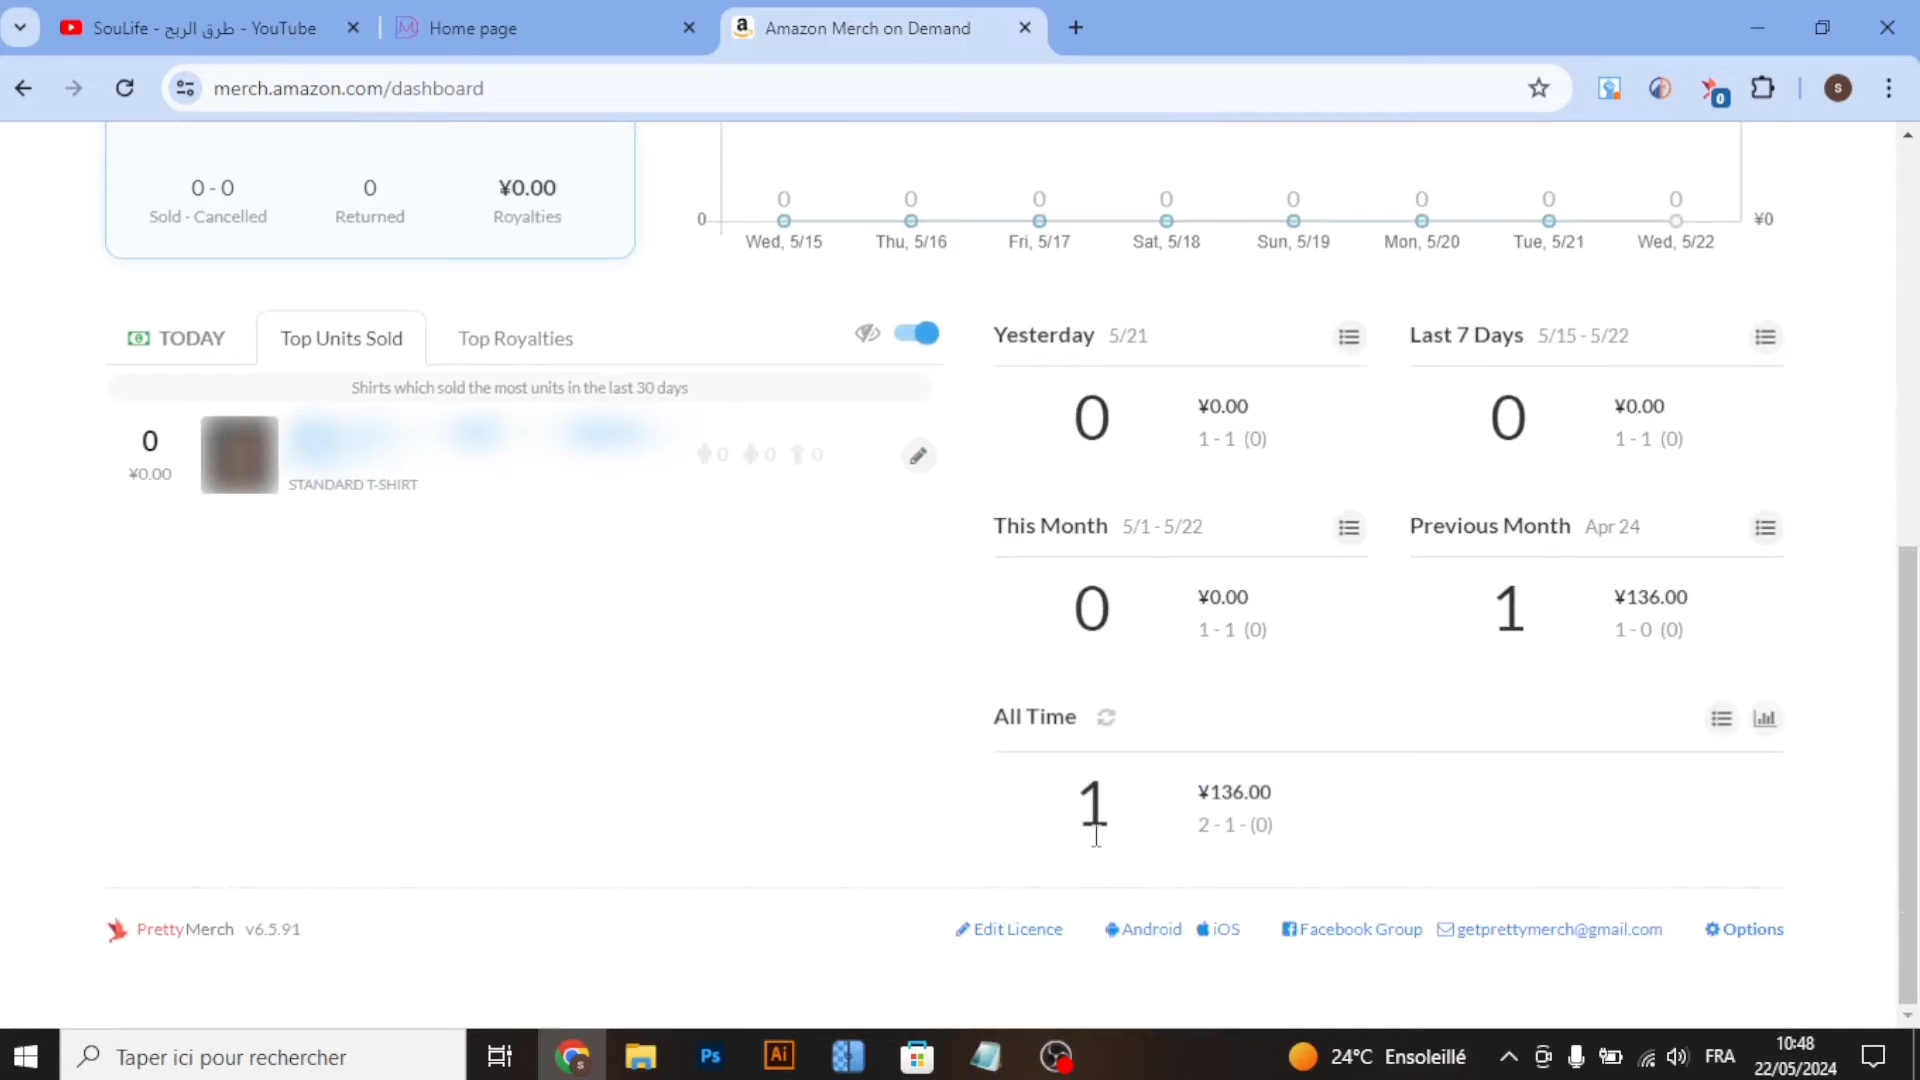 SouLife - طرق الربح - YouTube
Home page
Amazon Merch on Demand
merch.amazon.com/dashboard
0
s
0 - 0
Sold - Cancelled
0
Returned
¥0.00
Royalties
0 0 0 0 0 0 0 0
0
¥0
Wed, 5/15 Thu, 5/16 Fri, 5/17 Sat, 5/18 Sun, 5/19 Mon, 5/20 Tue, 5/21 Wed, 5/22
TODAY
Top Units Sold
Top Royalties
Shirts which sold the most units in the last 30 days
0
¥0.00
STANDARD T-SHIRT
0 0 0
Yesterday 5/21
0
¥0.00
1 - 1 (0)
Last 7 Days 5/15 - 5/22
0
¥0.00
1 - 1 (0)
This Month 5/1 - 5/22
0
¥0.00
1 - 1 (0)
Previous Month Apr 24
1
¥136.00
1 - 0 (0)
All Time
1
¥136.00
2 - 1 - (0)
PrettyMerch v6.5.91
Edit Licence
Android
iOS
Facebook Group
getprettymerch@gmail.com
Options
Taper ici pour rechercher
Ps
Ai
24°C Ensoleillé
FRA
10:48
22/05/2024